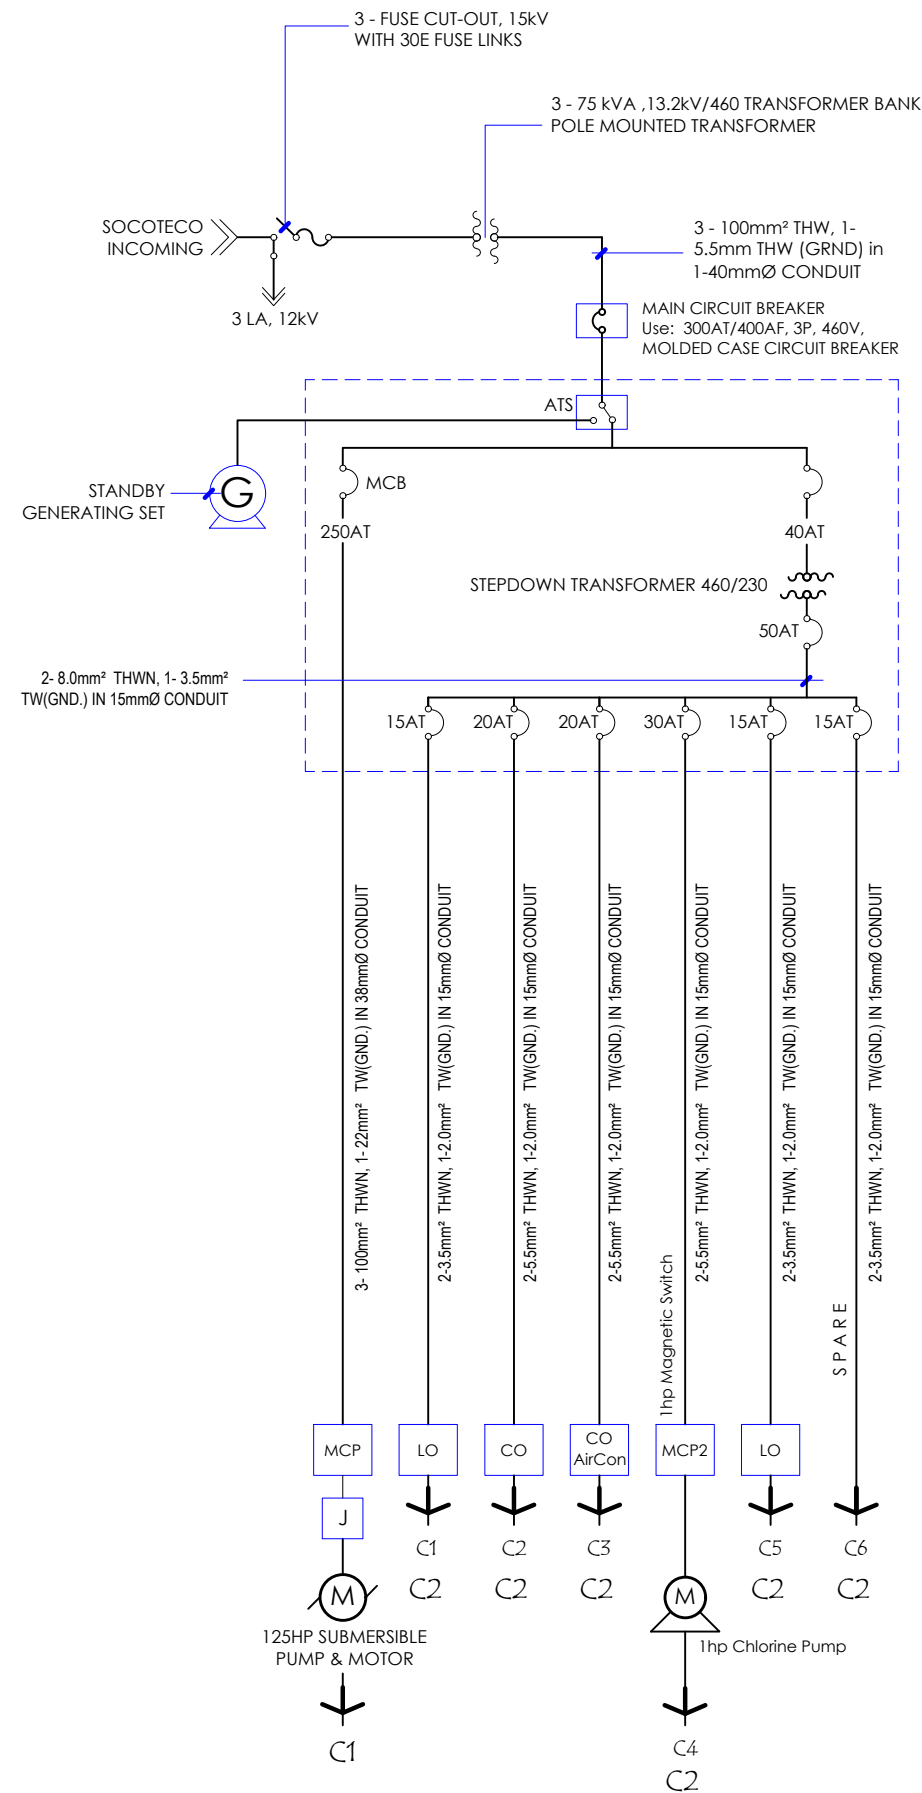 3 - FUSE CUT-OUT, 15kV
WITH 30E FUSE LINKS
3 - 75 kVA ,13.2kV/460 TRANSFORMER BANK
POLE MOUNTED TRANSFORMER
SOCOTECO
INCOMING
3 - 100mm² THW, 1-
5.5mm THW (GRND) in
1-40mmØ CONDUIT
3 LA, 12kV
MAIN CIRCUIT BREAKER
Use: 300AT/400AF, 3P, 460V,
MOLDED CASE CIRCUIT BREAKER
ATS
STANDBY
GENERATING SET
G
MCB
250AT
40AT
STEPDOWN TRANSFORMER 460/230
50AT
2- 8.0mm² THWN, 1- 3.5mm²
TW(GND.) IN 15mmØ CONDUIT
15AT
20AT
20AT
30AT
15AT
15AT
3- 100mm² THWN, 1- 22mm² TW(GND.) IN 38mmØ CONDUIT
2-3.5mm² THWN, 1-2.0mm² TW(GND.) IN 15mmØ CONDUIT
2-5.5mm² THWN, 1-2.0mm² TW(GND.) IN 15mmØ CONDUIT
2-5.5mm² THWN, 1-2.0mm² TW(GND.) IN 15mmØ CONDUIT
1hp Magnetic Switch
2-5.5mm² THWN, 1-2.0mm² TW(GND.) IN 15mmØ CONDUIT
2-3.5mm² THWN, 1-2.0mm² TW(GND.) IN 15mmØ CONDUIT
SPARE
2-3.5mm² THWN, 1-2.0mm² TW(GND.) IN 15mmØ CONDUIT
MCP
LO
CO
CO
AirCon
MCP2
LO
J
C1
C2
C3
C5
C6
C2
C2
C2
C2
C2
M
125HP SUBMERSIBLE
PUMP & MOTOR
M
1hp Chlorine Pump
C1
C4
C2